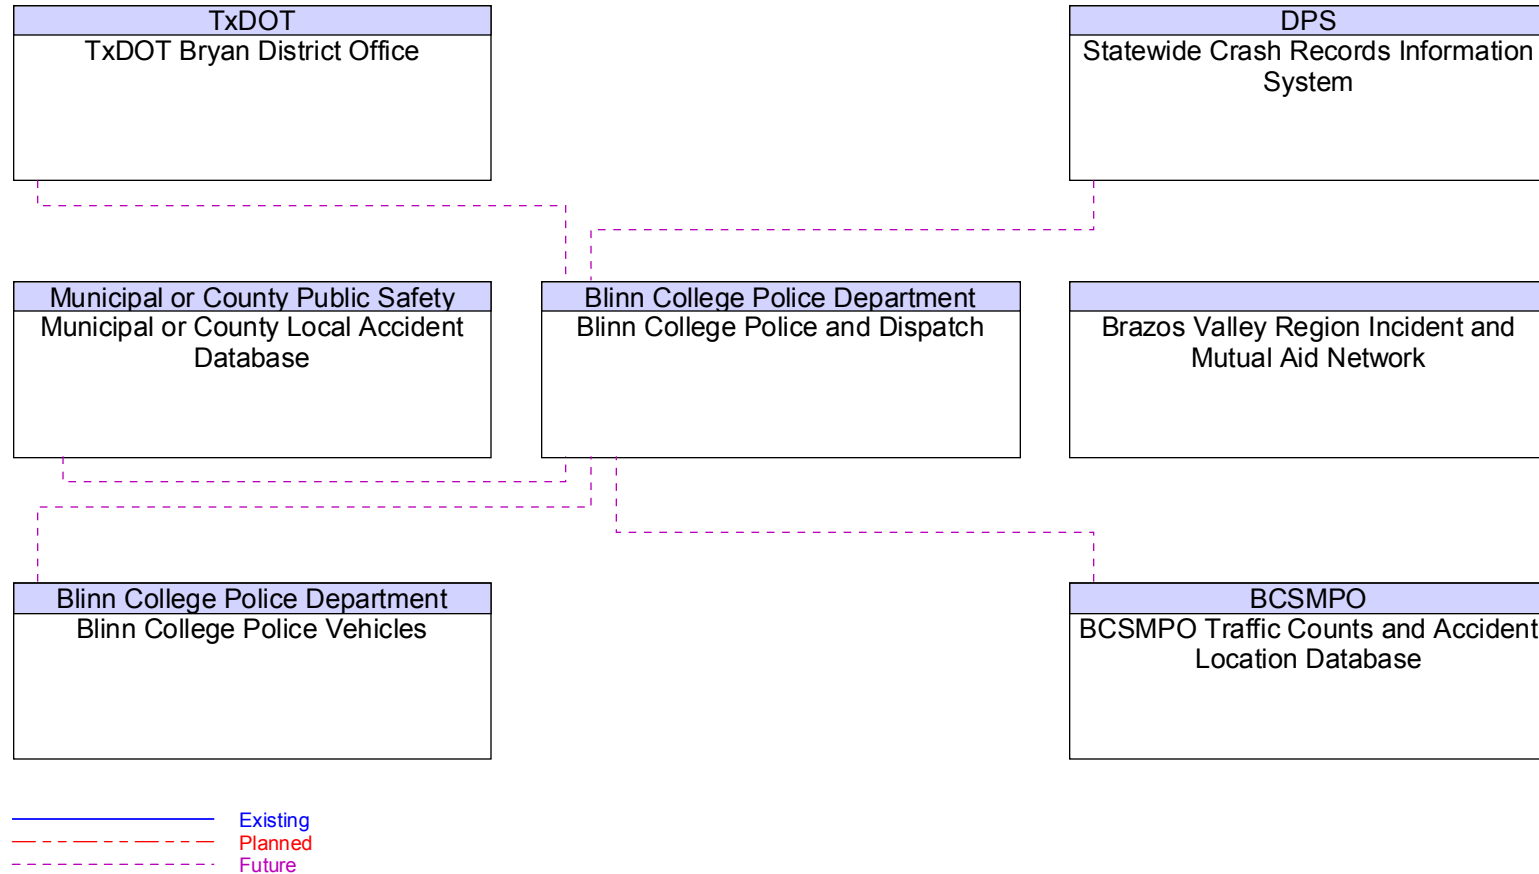 TxDOT
TxDOT Bryan District Office
DPS
Statewide Crash Records Information
System
Municipal or County Public Safety
Municipal or County Local Accident
Database
Blinn College Police Department
Blinn College Police and Dispatch
Brazos Valley Region Incident and
Mutual Aid Network
Blinn College Police Department
Blinn College Police Vehicles
BCSMPO
BCSMPO Traffic Counts and Accident
Location Database
Existing
Planned
Future